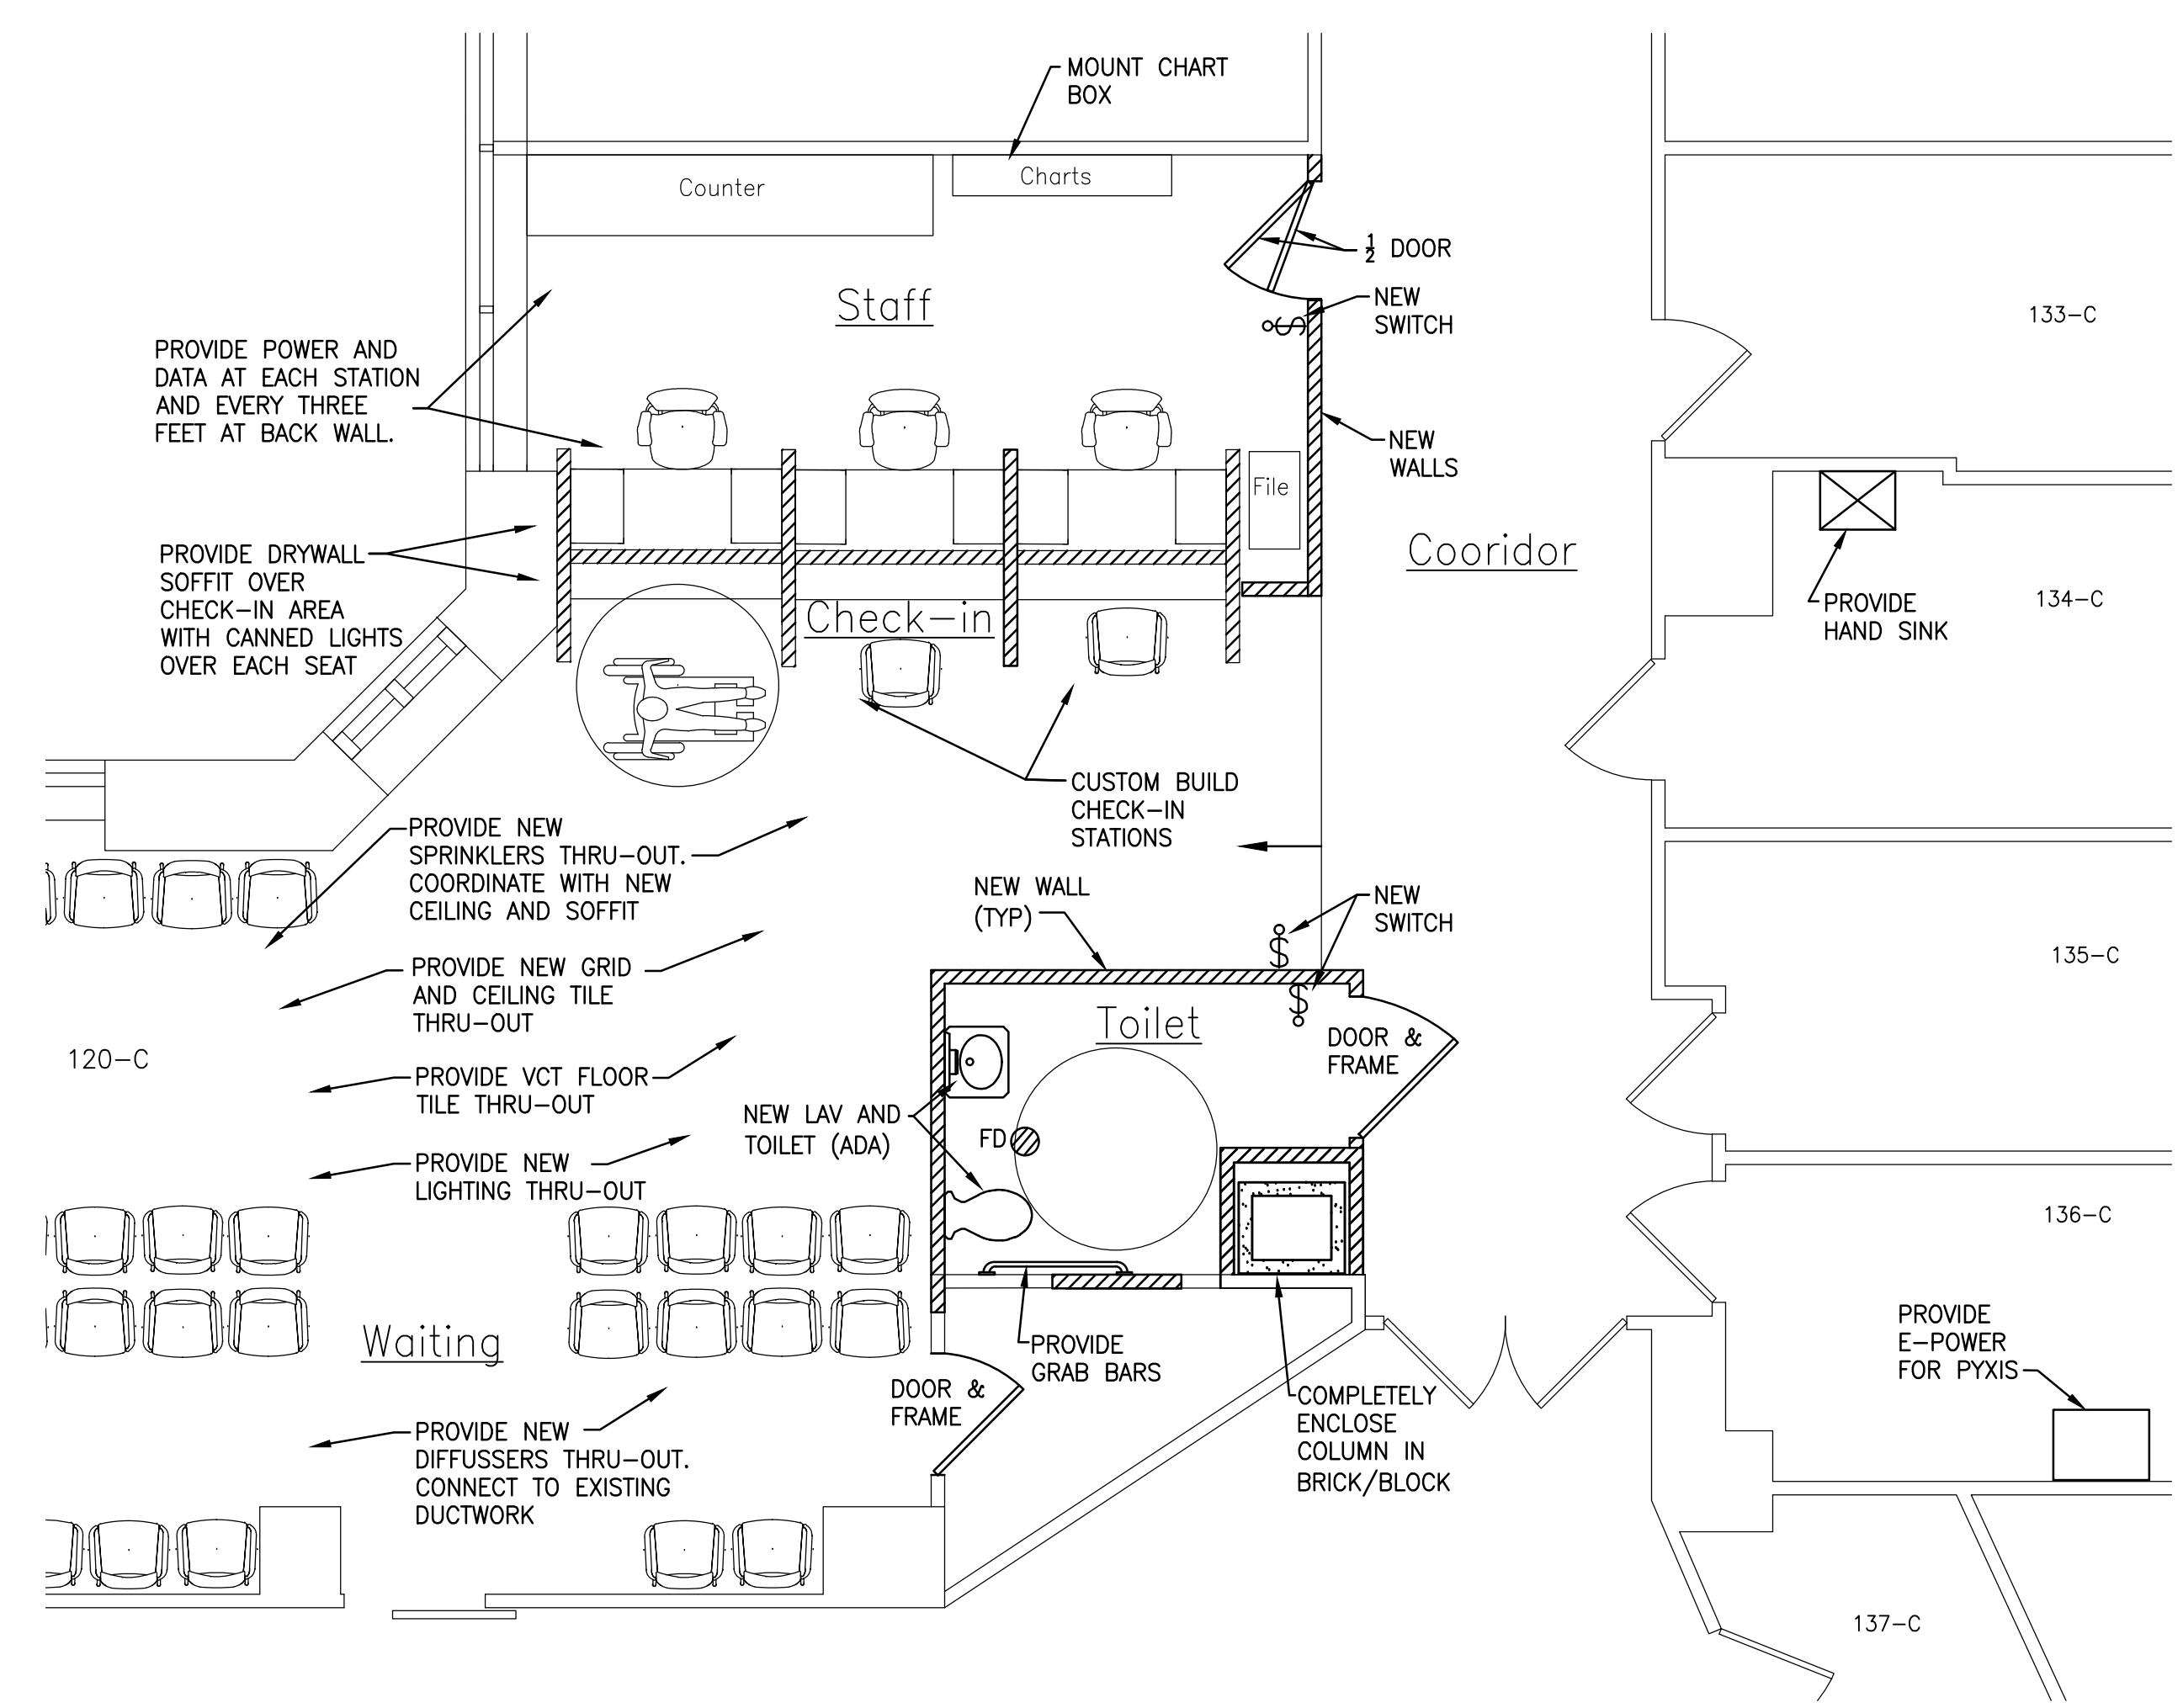 MOUNT CHART
BOX
Counter
Charts
½ DOOR
Staff
NEW
SWITCH
133-C
PROVIDE POWER AND
DATA AT EACH STATION
AND EVERY THREE
FEET AT BACK WALL.
NEW
WALLS
File
PROVIDE DRYWALL
SOFFIT OVER
CHECK-IN AREA
WITH CANNED LIGHTS
OVER EACH SEAT
Cooridor
Check-in
PROVIDE
HAND SINK
134-C
CUSTOM BUILD
CHECK-IN
STATIONS
PROVIDE NEW
SPRINKLERS THRU-OUT.
COORDINATE WITH NEW
CEILING AND SOFFIT
NEW WALL
(TYP)
NEW
SWITCH
$
$
135-C
PROVIDE NEW GRID
AND CEILING TILE
THRU-OUT
Toilet
DOOR &
FRAME
120-C
PROVIDE VCT FLOOR
TILE THRU-OUT
NEW LAV AND
TOILET (ADA)
FD
PROVIDE NEW
LIGHTING THRU-OUT
136-C
Waiting
PROVIDE
GRAB BARS
DOOR &
FRAME
COMPLETELY
ENCLOSE
COLUMN IN
BRICK/BLOCK
PROVIDE
E-POWER
FOR PYXIS
PROVIDE NEW
DIFFUSSERS THRU-OUT.
CONNECT TO EXISTING
DUCTWORK
137-C